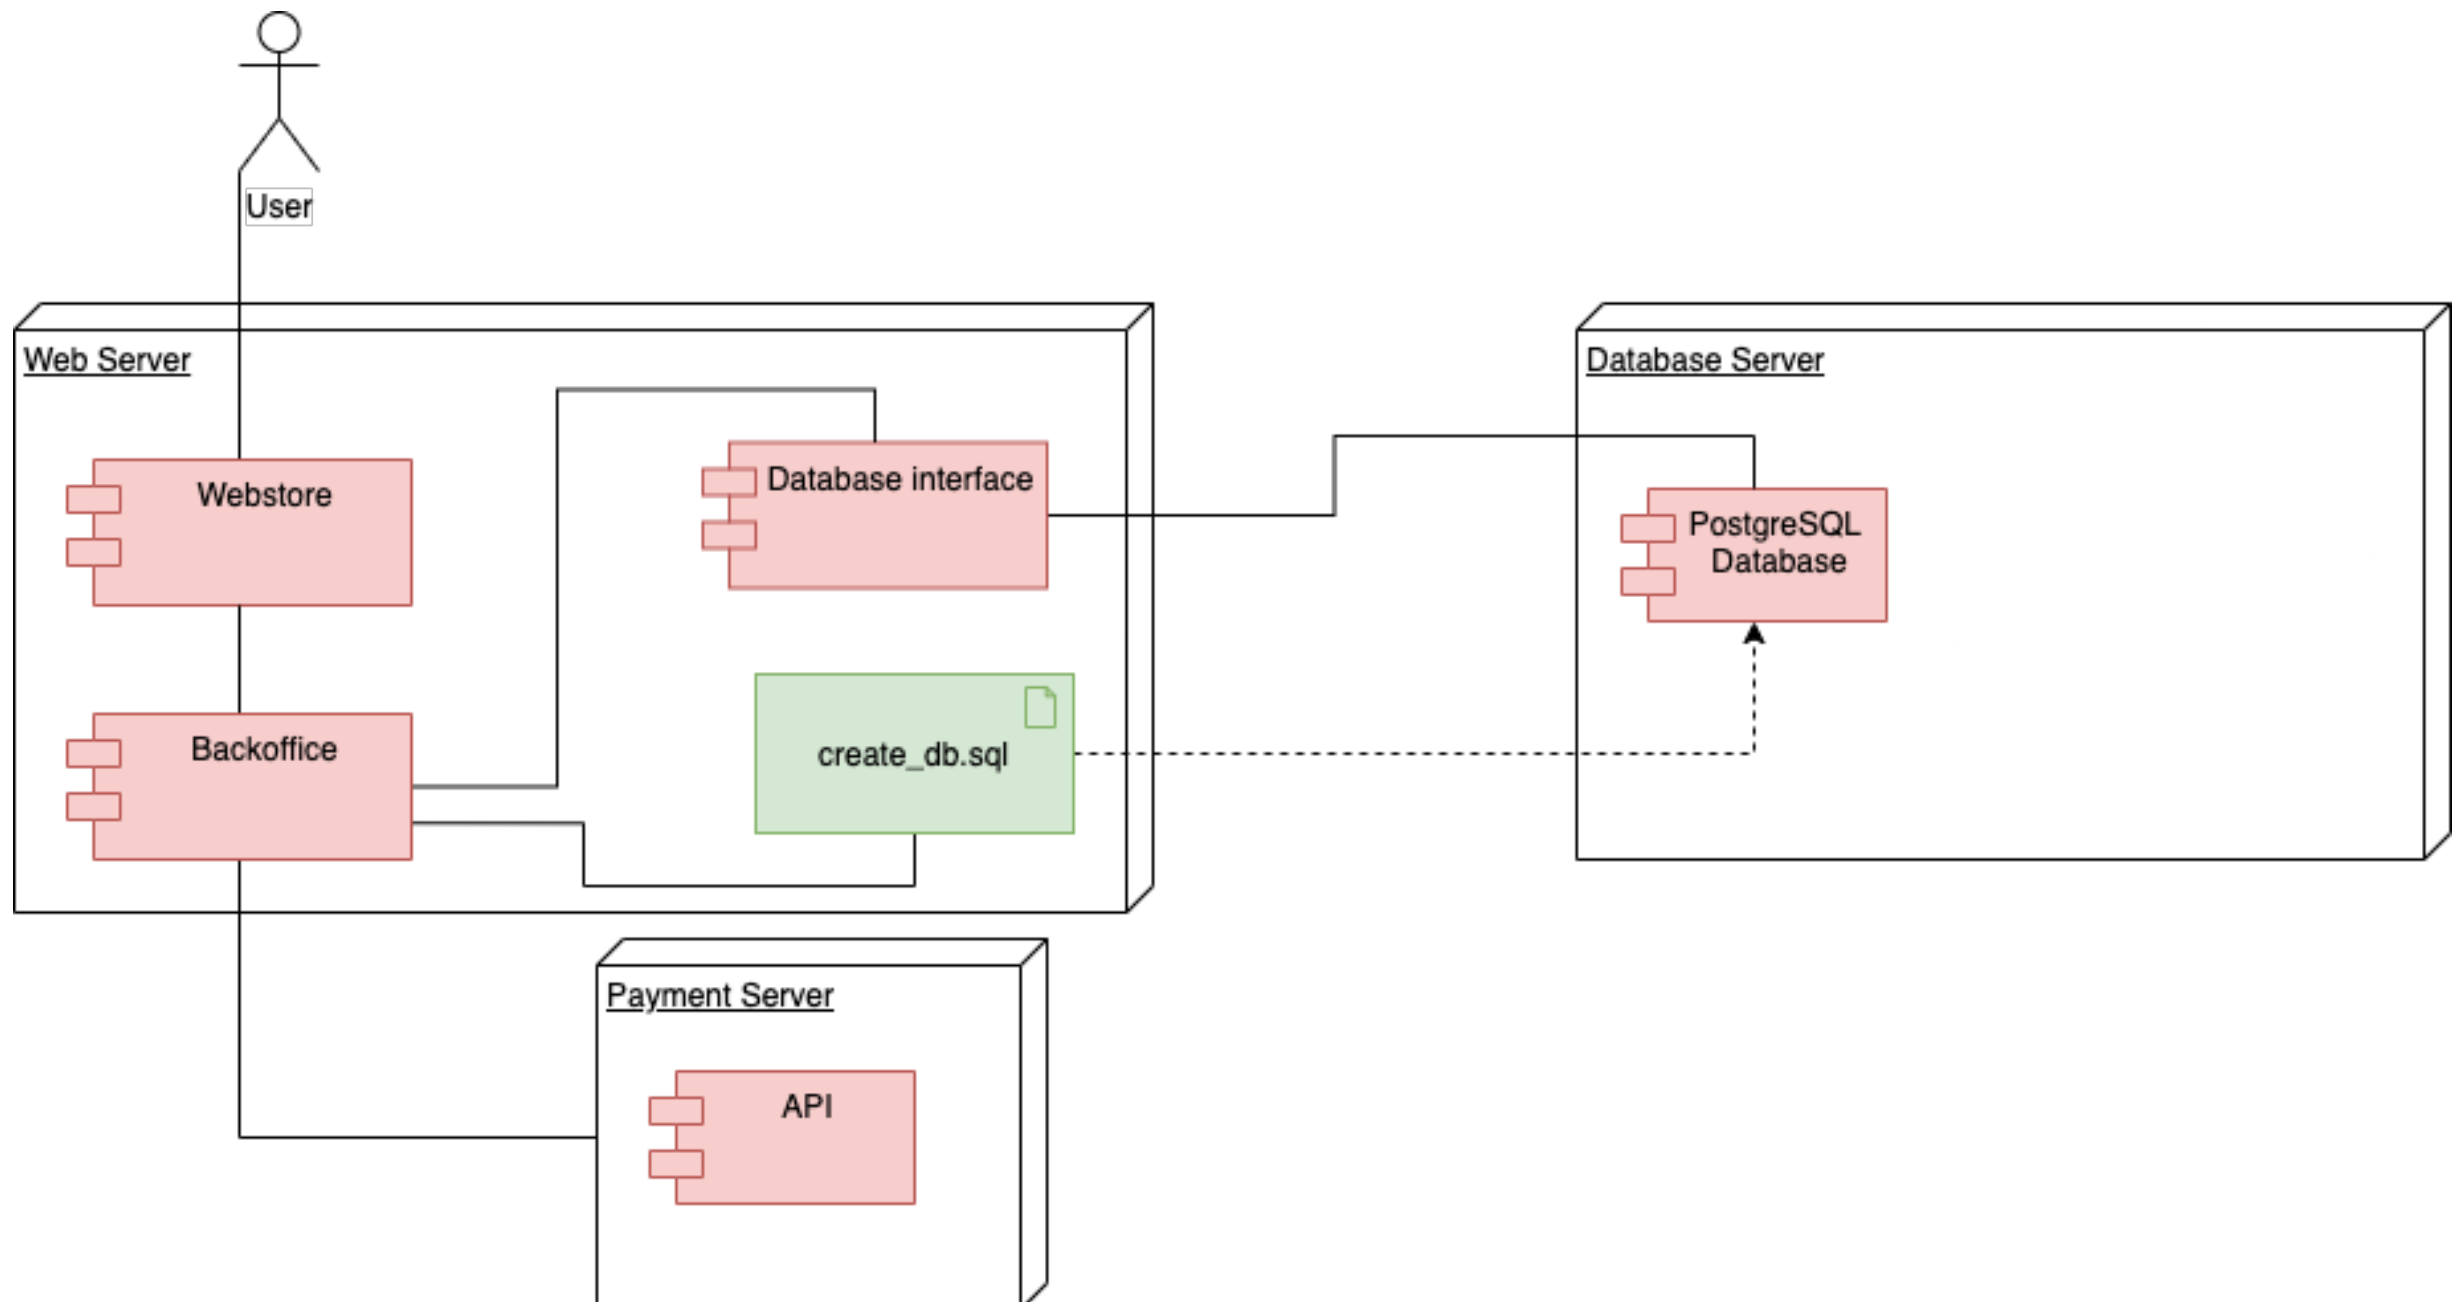 User
Web Server
Webstore
Database interface
Backoffice
create_db.sql
Database Server
PostgreSQL
Database
Payment Server
API